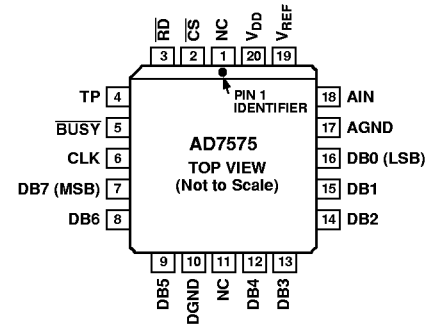 RD CS NC VDD VREF
3 2 1 20 19
TP 4
BUSY 5
CLK 6
DB7 (MSB) 7
DB6 8
PIN 1
IDENTIFIER
AD7575
TOP VIEW
(Not to Scale)
18 AIN
17 AGND
16 DB0 (LSB)
15 DB1
14 DB2
9 10 11 12 13
DB5 DGND NC DB4 DB3